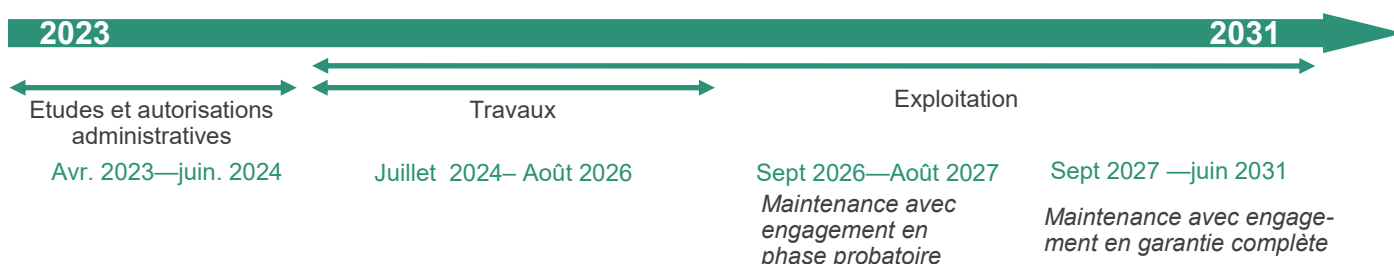 2023
2031
Etudes et autorisations
administratives
Avr. 2023—juin. 2024
Travaux
Juillet  2024– Août 2026
Exploitation
Sept 2026—Août 2027
Maintenance avec
engagement en
phase probatoire
Sept 2027 —juin 2031
Maintenance avec engage-
ment en garantie complète